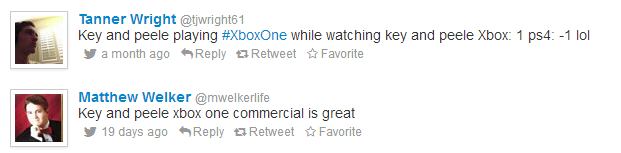 Tanner Wright @tjwright61
Key and peele playing #XboxOne while watching key and peele Xbox: 1 ps4: -1 lol
a month ago Reply Retweet Favorite
Matthew Welker @mwelkerlife
Key and peele xbox one commercial is great
19 days ago Reply Retweet Favorite